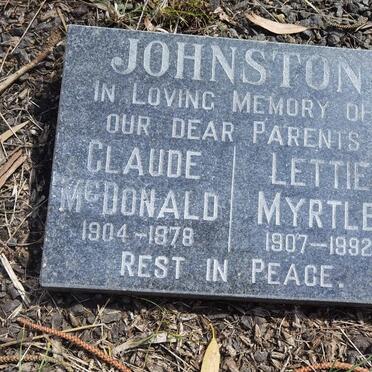 JOHNSTON
IN LOVING MEMORY OF
OUR DEAR PARENTS
CLAUDE LETTIE
McDONALD MYRTLE
1904-1978 1907-1992
REST IN PEACE.